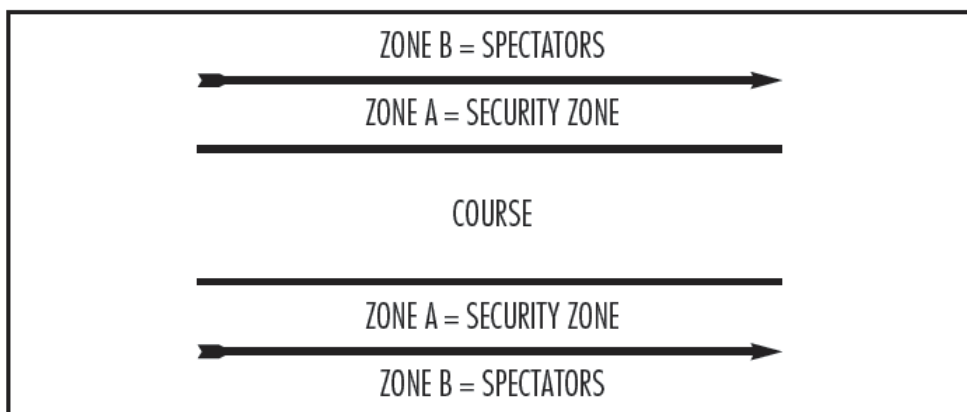 ZONE B = SPECTATORS
ZONE A = SECURITY ZONE
COURSE
ZONE A = SECURITY ZONE
ZONE B = SPECTATORS